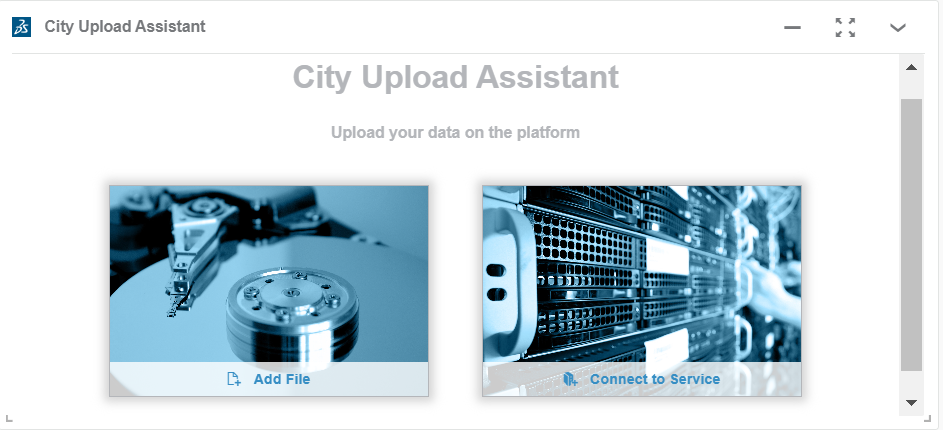 City Upload Assistant
City Upload Assistant
Upload your data on the platform
Add File
Connect to Service